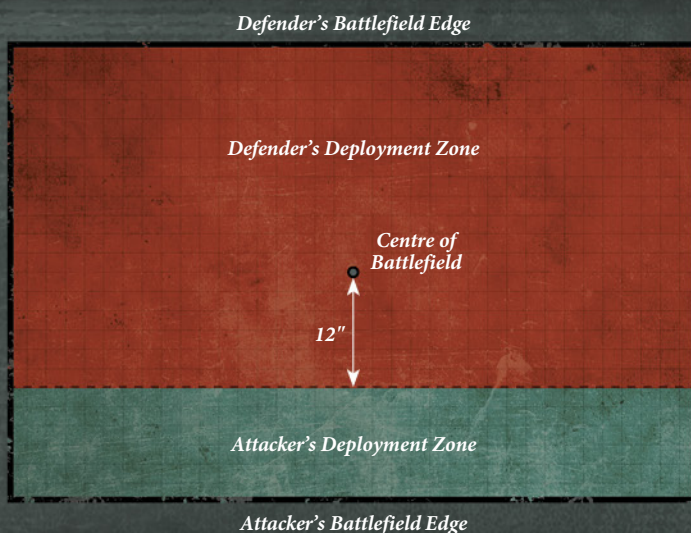 Defender's Battlefield Edge
Defender's Deployment Zone
Centre of
Battlefield
12"
Attacker's Deployment Zone
Attacker's Battlefield Edge